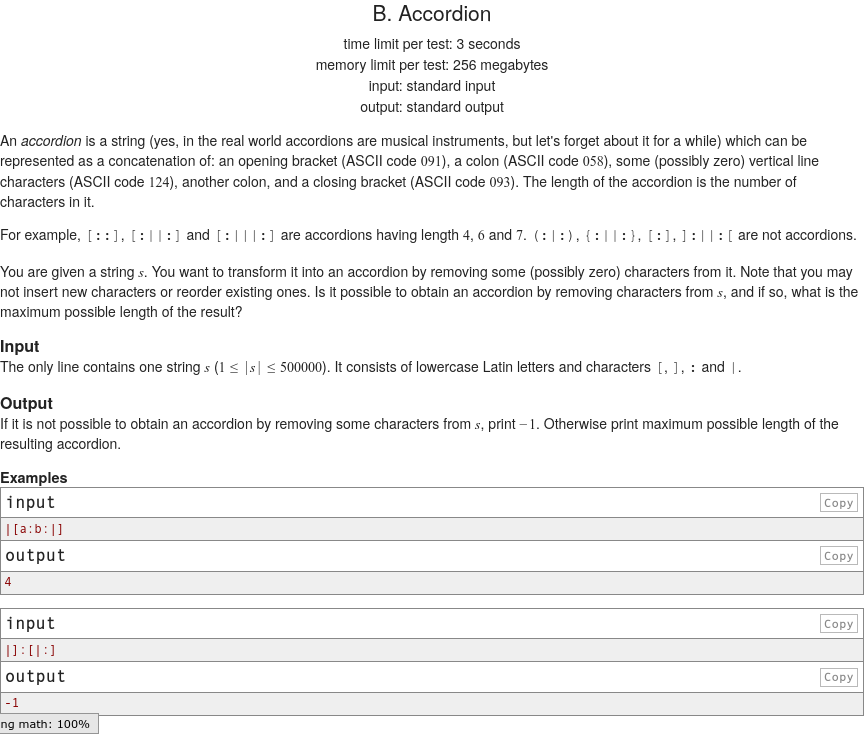 B. Accordion
time limit per test: 3 seconds
memory limit per test: 256 megabytes
input: standard input
output: standard output
An accordion is a string (yes, in the real world accordions are musical instruments, but let's forget about it for a while) which can be
represented as a concatenation of: an opening bracket (ASCII code 091), a colon (ASCII code 058), some (possibly zero) vertical line
characters (ASCII code 124), another colon, and a closing bracket (ASCII code 093). The length of the accordion is the number of
characters in it.
For example, [::], [:||:] and [:|||:] are accordions having length 4, 6 and 7. (:|:), {:||:}, [:], ]:||:[ are not accordions.
You are given a string s. You want to transform it into an accordion by removing some (possibly zero) characters from it. Note that you may
not insert new characters or reorder existing ones. Is it possible to obtain an accordion by removing characters from s, and if so, what is the
maximum possible length of the result?
Input
The only line contains one string s (1 ≤ |s| ≤ 500000). It consists of lowercase Latin letters and characters [, ], : and |.
Output
If it is not possible to obtain an accordion by removing some characters from s, print −1. Otherwise print maximum possible length of the
resulting accordion.
Examples
input
Copy
|[a:b:|]
output
Copy
4
input
Copy
|]:[|:]
output
Copy
-1
ng math: 100%